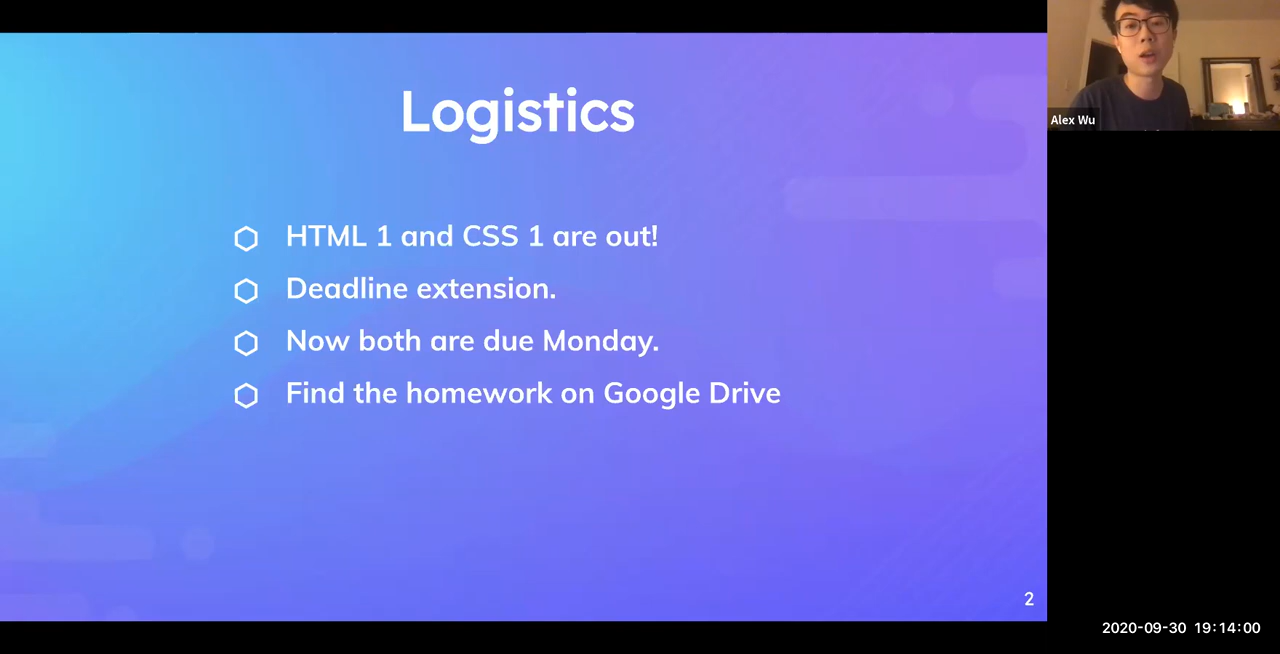 Logistics
HTML 1 and CSS 1 are out!
Deadline extension.
Now both are due Monday.
Find the homework on Google Drive
2
Alex Wu
2020-09-30 19:14:00